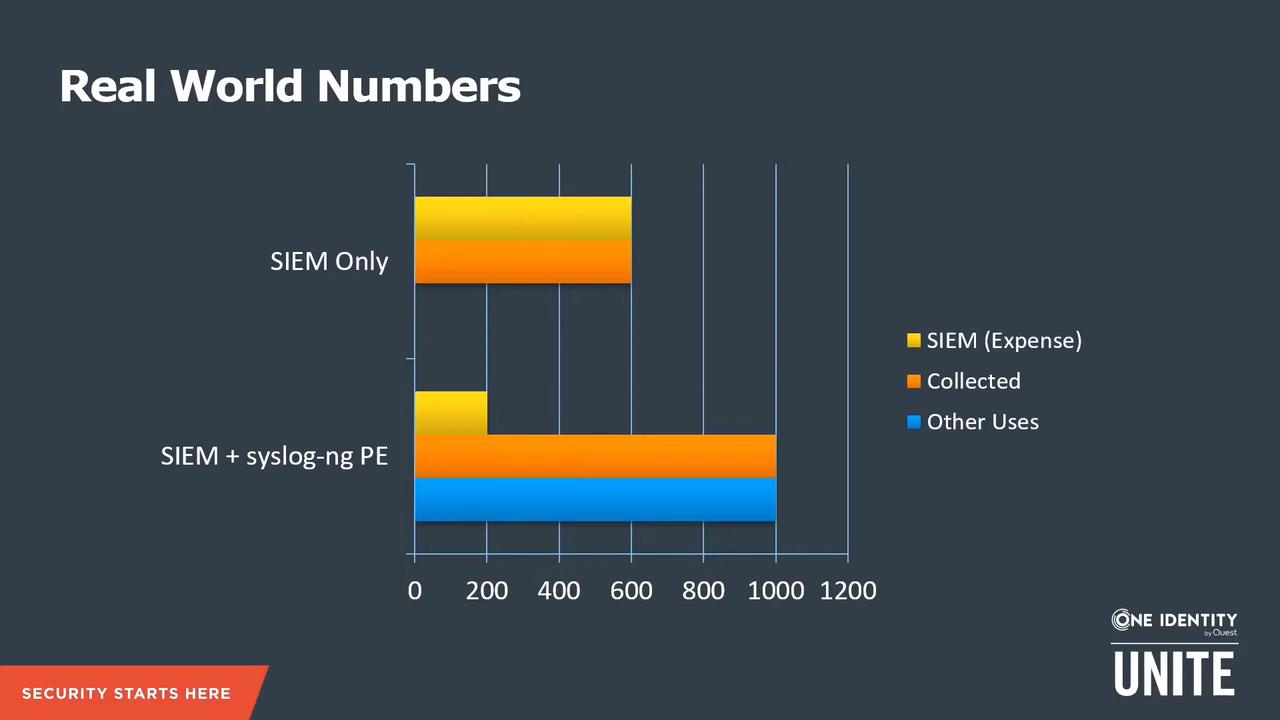 Real World Numbers
SIEM Only
SIEM + syslog-ng PE
0 200 400 600 800 1000 1200
SIEM (Expense)
Collected
Other Uses
ONE IDENTITY
by Quest
UNITE
SECURITY STARTS HERE